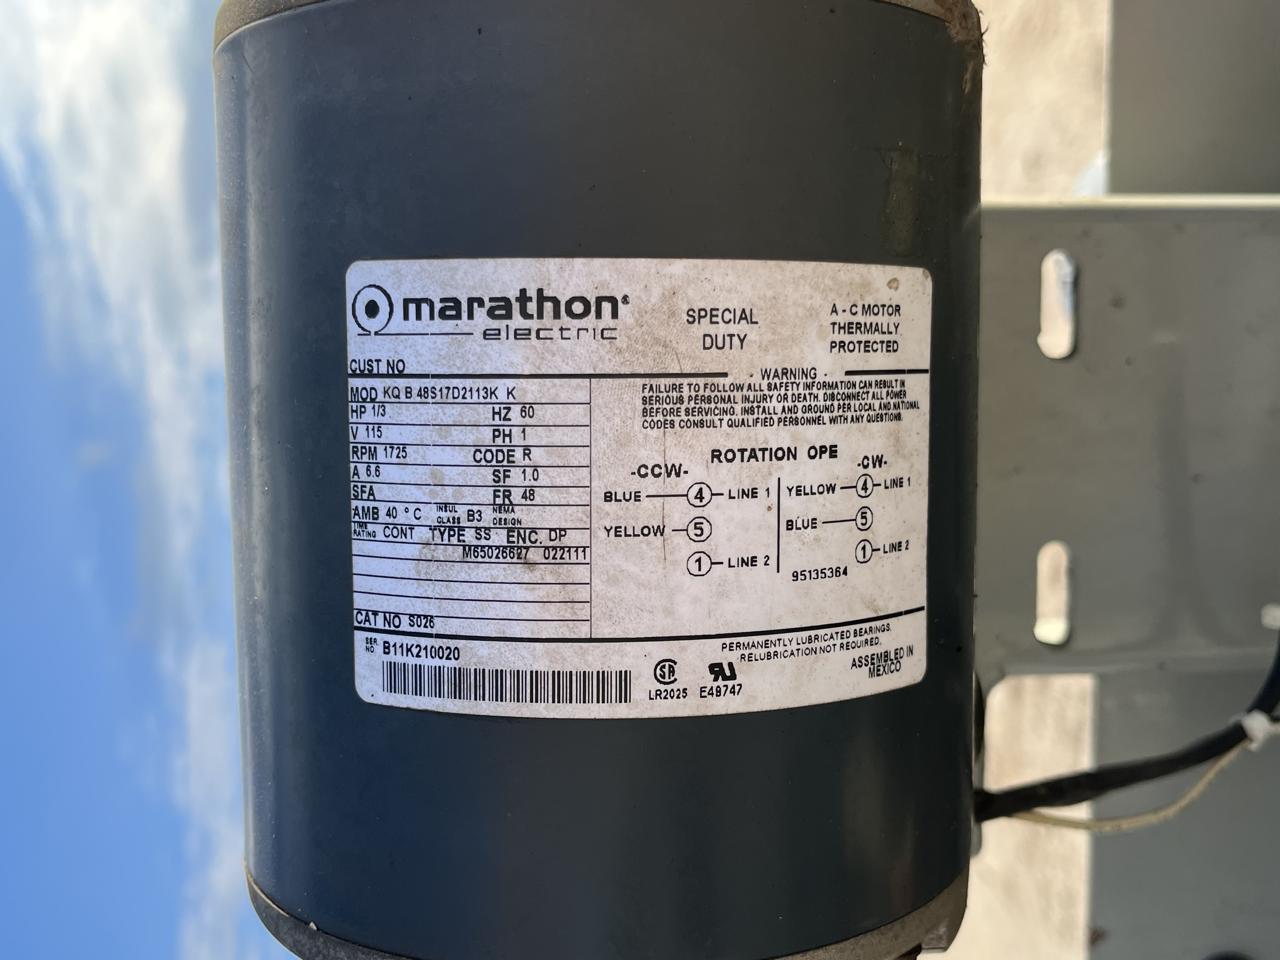 marathon®
electric
SPECIAL
DUTY
A - C MOTOR
THERMALLY
PROTECTED
CUST NO
MOD KQ B 48S17D2113K K
HP 1/3 HZ 60
V 115 PH 1
RPM 1725 CODE R
A 6.6 SF 1.0
SFA FR 48
AMB 40 °C INSUL CLASS B3 NEMA DESIGN
TIME RATING CONT TYPE SS ENC. DP
M65026627 022111
CAT NO S026
- WARNING -
FAILURE TO FOLLOW ALL SAFETY INFORMATION CAN RESULT IN
SERIOUS PERSONAL INJURY OR DEATH. DISCONNECT ALL POWER
BEFORE SERVICING. INSTALL AND GROUND PER LOCAL AND NATIONAL
CODES CONSULT QUALIFIED PERSONNEL WITH ANY QUESTIONS.
ROTATION OPE
-CCW-
BLUE 4 LINE 1
YELLOW 5
1 LINE 2
-CW-
YELLOW 4 LINE 1
BLUE 5
1 LINE 2
95135364
SER NO B11K210020
SA
LR2025
RU
E49747
PERMANENTLY LUBRICATED BEARINGS.
RELUBRICATION NOT REQUIRED.
ASSEMBLED IN
MEXICO